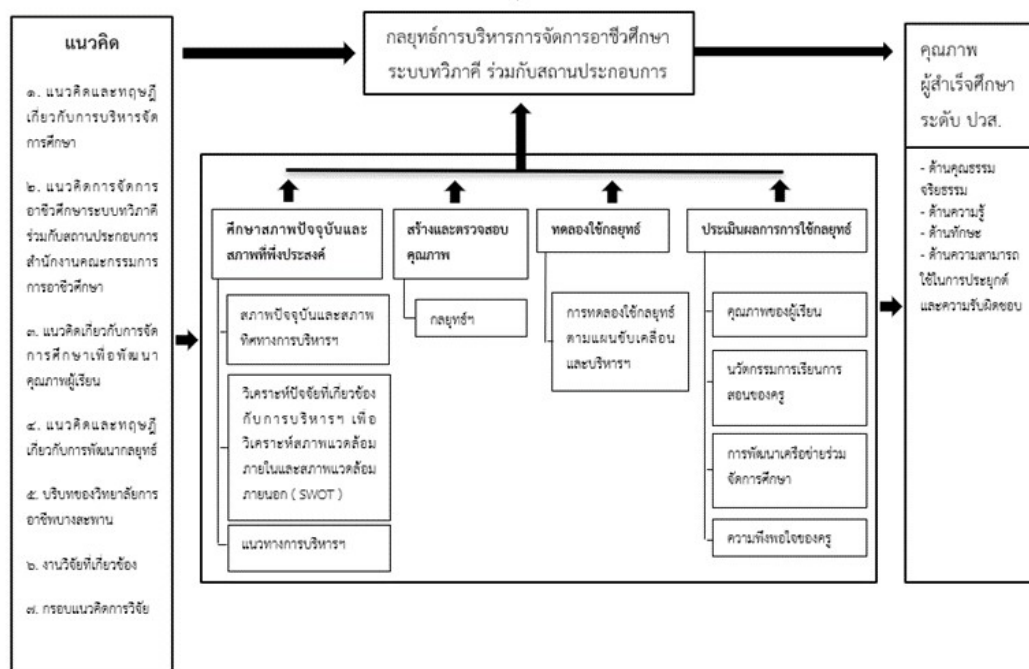 แนวคิด
๑. แนวคิดและทฤษฎี
เกี่ยวกับการบริหารจัด
การศึกษา
๒. แนวคิดการจัดการ
อาชีวศึกษาระบบทวิภาคี
ร่วมกับสถานประกอบการ
สำนักงานคณะกรรมการ
การอาชีวศึกษา
๓. แนวคิดเกี่ยวกับการจัด
การศึกษาเพื่อพัฒนา
คุณภาพผู้เรียน
๔. แนวคิดและทฤษฎี
เกี่ยวกับการพัฒนากลยุทธ์
๕. บริบทของวิทยาลัยการ
อาชีพบางสะพาน
๖. งานวิจัยที่เกี่ยวข้อง
๗. กรอบแนวคิดการวิจัย
กลยุทธ์การบริหารการจัดการอาชีวศึกษา
ระบบทวิภาคี ร่วมกับสถานประกอบการ
ศึกษาสภาพปัจจุบันและ
สภาพที่พึงประสงค์
สภาพปัจจุบันและสภาพ
ทิศทางการบริหารฯ
วิเคราะห์ปัจจัยที่เกี่ยวข้อง
กับการบริหารฯ เพื่อ
วิเคราะห์สภาพแวดล้อม
ภายในและสภาพแวดล้อม
ภายนอก ( SWOT )
แนวทางการบริหารฯ
สร้างและตรวจสอบ
คุณภาพ
กลยุทธ์ฯ
ทดลองใช้กลยุทธ์
การทดลองใช้กลยุทธ์
ตามแผนขับเคลื่อน
และบริหารฯ
ประเมินผลการการใช้กลยุทธ์
คุณภาพของผู้เรียน
นวัตกรรมการเรียนการ
สอนของครู
การพัฒนาเครือข่ายร่วม
จัดการศึกษา
ความพึงพอใจของครู
คุณภาพ
ผู้สำเร็จศึกษา
ระดับ ปวส.
- ด้านคุณธรรม
จริยธรรม
- ด้านความรู้
- ด้านทักษะ
- ด้านความสามารถ
ใช้ในการประยุกต์
และความรับผิดชอบ